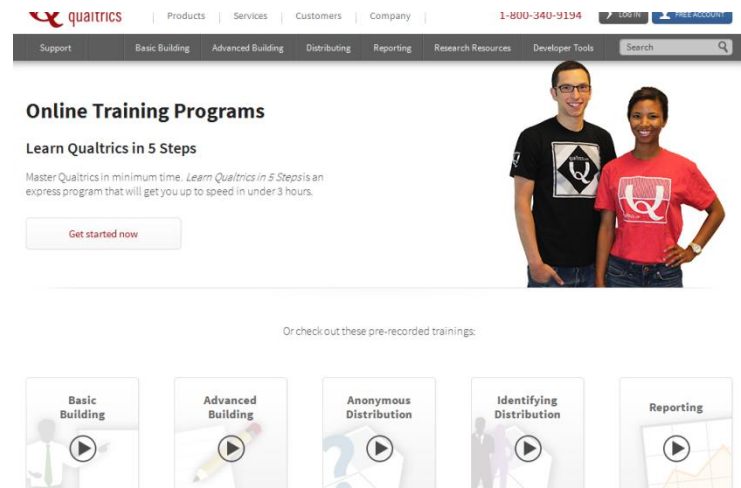 qualtrics
Products
Services
Customers
Company
1-800-340-9194
LOG IN
FREE ACCOUNT
Support
Basic Building
Advanced Building
Distributing
Reporting
Research Resources
Developer Tools
Search
Online Training Programs
Learn Qualtrics in 5 Steps
Master Qualtrics in minimum time. Learn Qualtrics in 5 Stepsis an
express program that will get you up to speed in under 3 hours.
Get started now
Or check out these pre-recorded trainings:
Basic
Building
Advanced
Building
Anonymous
Distribution
Identifying
Distribution
Reporting